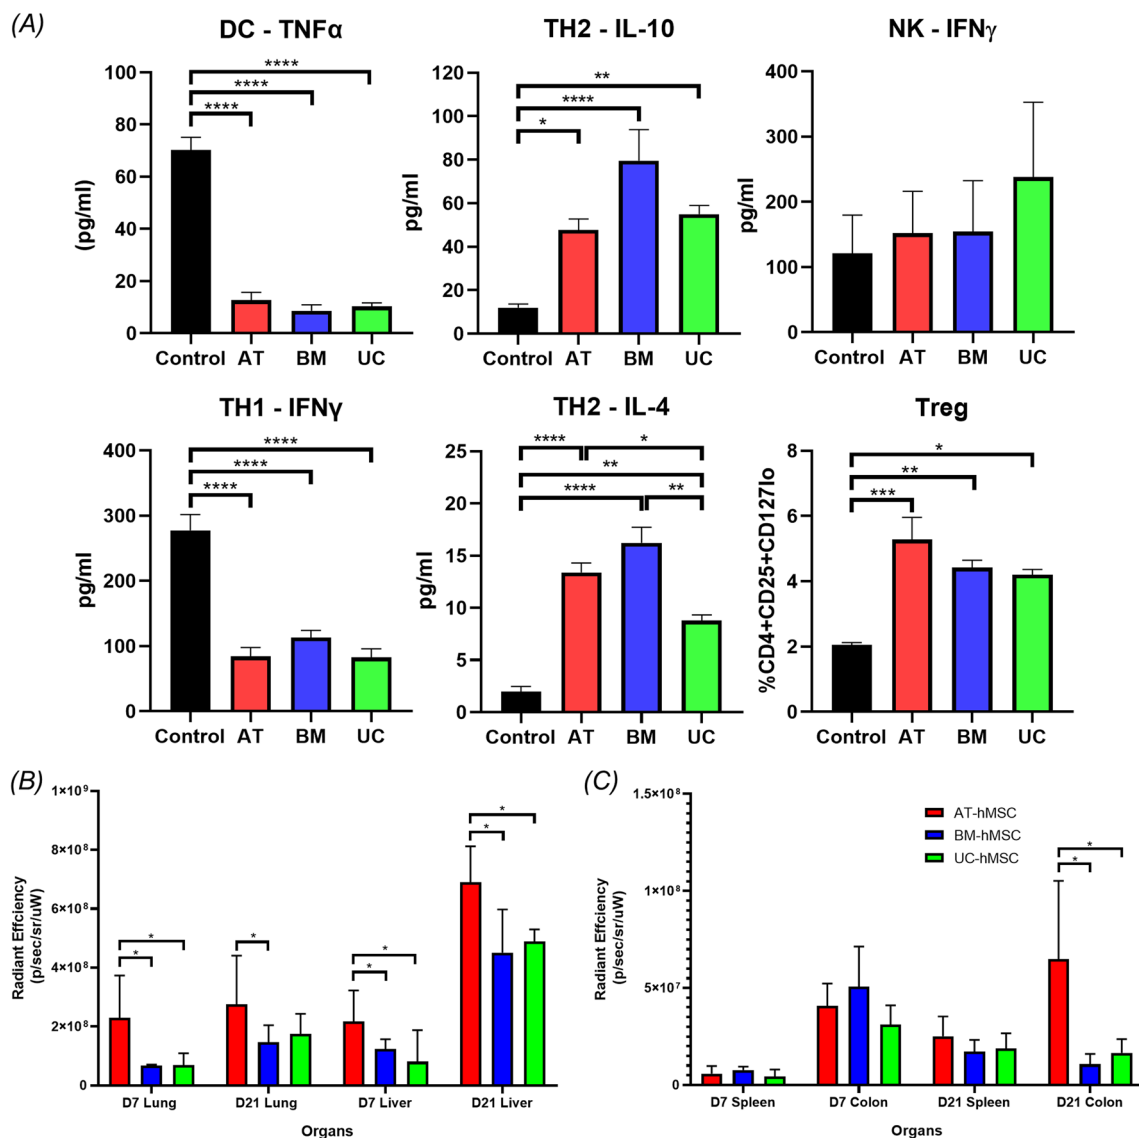 (A)
DC - TNFα
TH2 - IL-10
NK - IFNγ
100
80
60
40
20
0
(pg/ml)
****
****
****
Control AT BM UC
120
100
80
60
40
20
0
pg/ml
**
****
*
Control AT BM UC
400
300
200
100
0
pg/ml
Control AT BM UC
TH1 - IFNγ
TH2 - IL-4
Treg
400
300
200
100
0
pg/ml
****
****
****
Control AT BM UC
25
20
15
10
5
0
pg/ml
**** *
**
**** **
Control AT BM UC
8
6
4
2
0
%CD4+CD25+CD127lo
*
**
***
Control AT BM UC
(B)
1×10⁹
8×10⁸
6×10⁸
4×10⁸
2×10⁸
0
Radiant Effciency
(p/sec/sr/uW)
*
*
*
*
*
*
*
D7 Lung D21 Lung D7 Liver D21 Liver
Organs
(C)
1.5×10⁸
1×10⁸
5×10⁷
0
Radiant Effciency
(p/sec/sr/uW)
AT-hMSC
BM-hMSC
UC-hMSC
*
*
D7 Spleen D7 Colon D21 Spleen D21 Colon
Organs